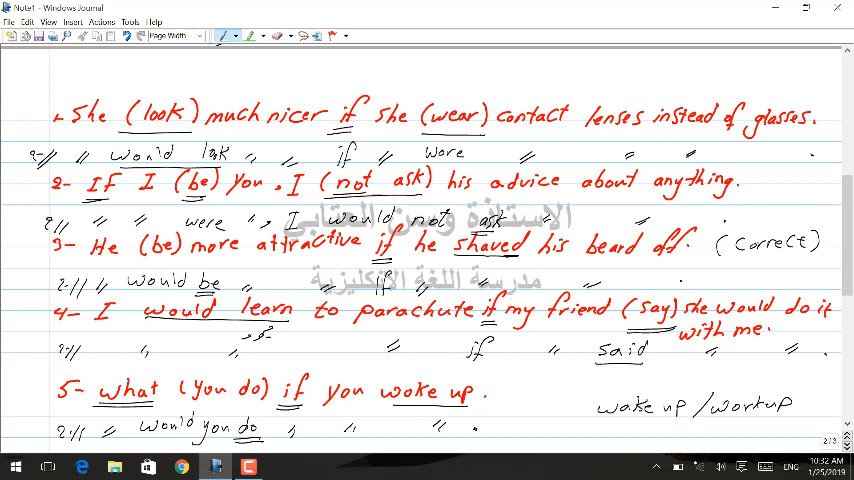 Note1 - Windows Journal
File Edit View Insert Actions Tools Help
Page Width
1- She (look) much nicer if she (wear) contact lenses instead of glasses.
2- // // would look " " if " wore " " " .
2- If I (be) you, I (not ask) his advice about anything.
2 // " " were ", I would not ask " " .
الاستاذة وسن العتابي
3- He (be) more attractive if he shaved his beard off. (correct)
2 // " would be " " if " " " .
مدرسة اللغة الانكليزية
4- I would learn to parachute if my friend (say) she would do it with me.
2 // " " " if " said " " .
5- what (you do) if you woke up.
woke up / workup
2 // " would you do " " " .
2 / 3
ENG
10:32 AM
1/25/2019